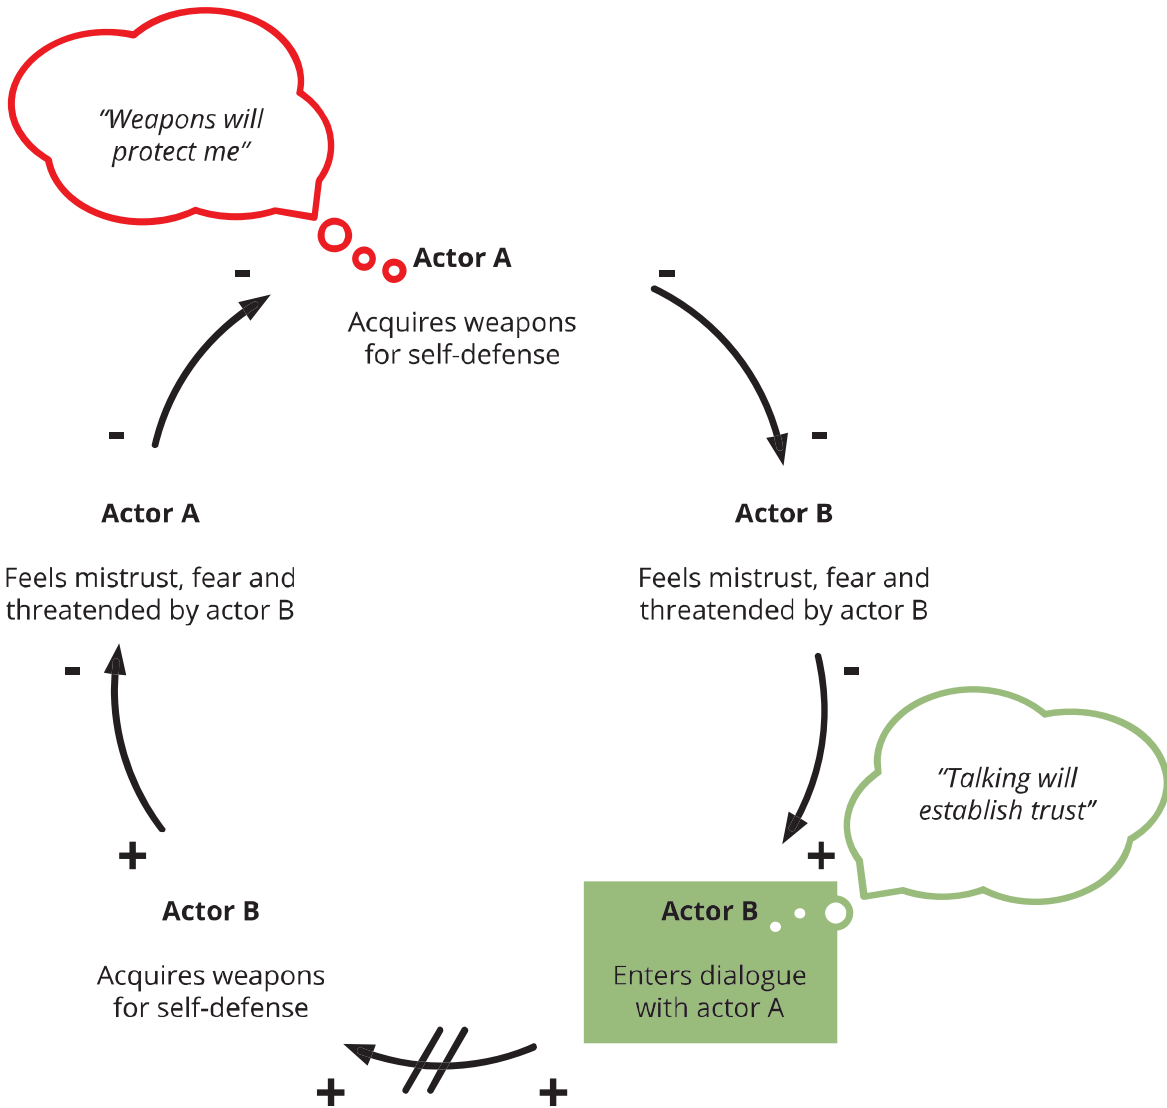 “Weapons will
protect me”
Actor A
-
-
Acquires weapons
for self-defense
-
-
Actor A
Feels mistrust, fear and
threatended by actor B
Actor B
Feels mistrust, fear and
threatended by actor B
-
-
“Talking will
establish trust”
+
+
Actor B
Acquires weapons
for self-defense
Actor B
Enters dialogue
with actor A
+
+